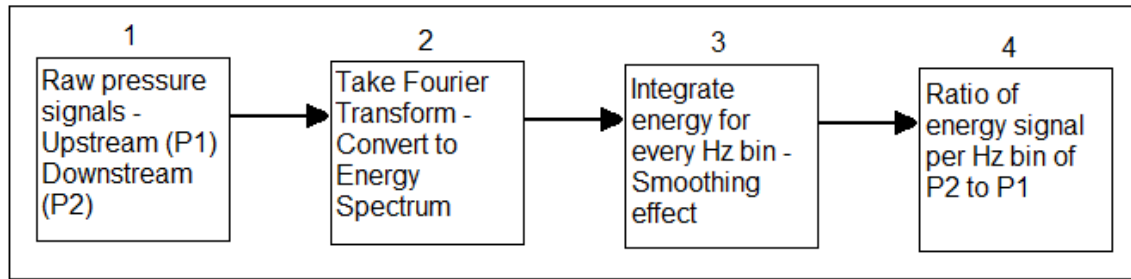 1
Raw pressure
signals -
Upstream (P1)
Downstream
(P2)
2
Take Fourier
Transform -
Convert to
Energy
Spectrum
3
Integrate
energy for
every Hz bin -
Smoothing
effect
4
Ratio of
energy signal
per Hz bin of
P2 to P1